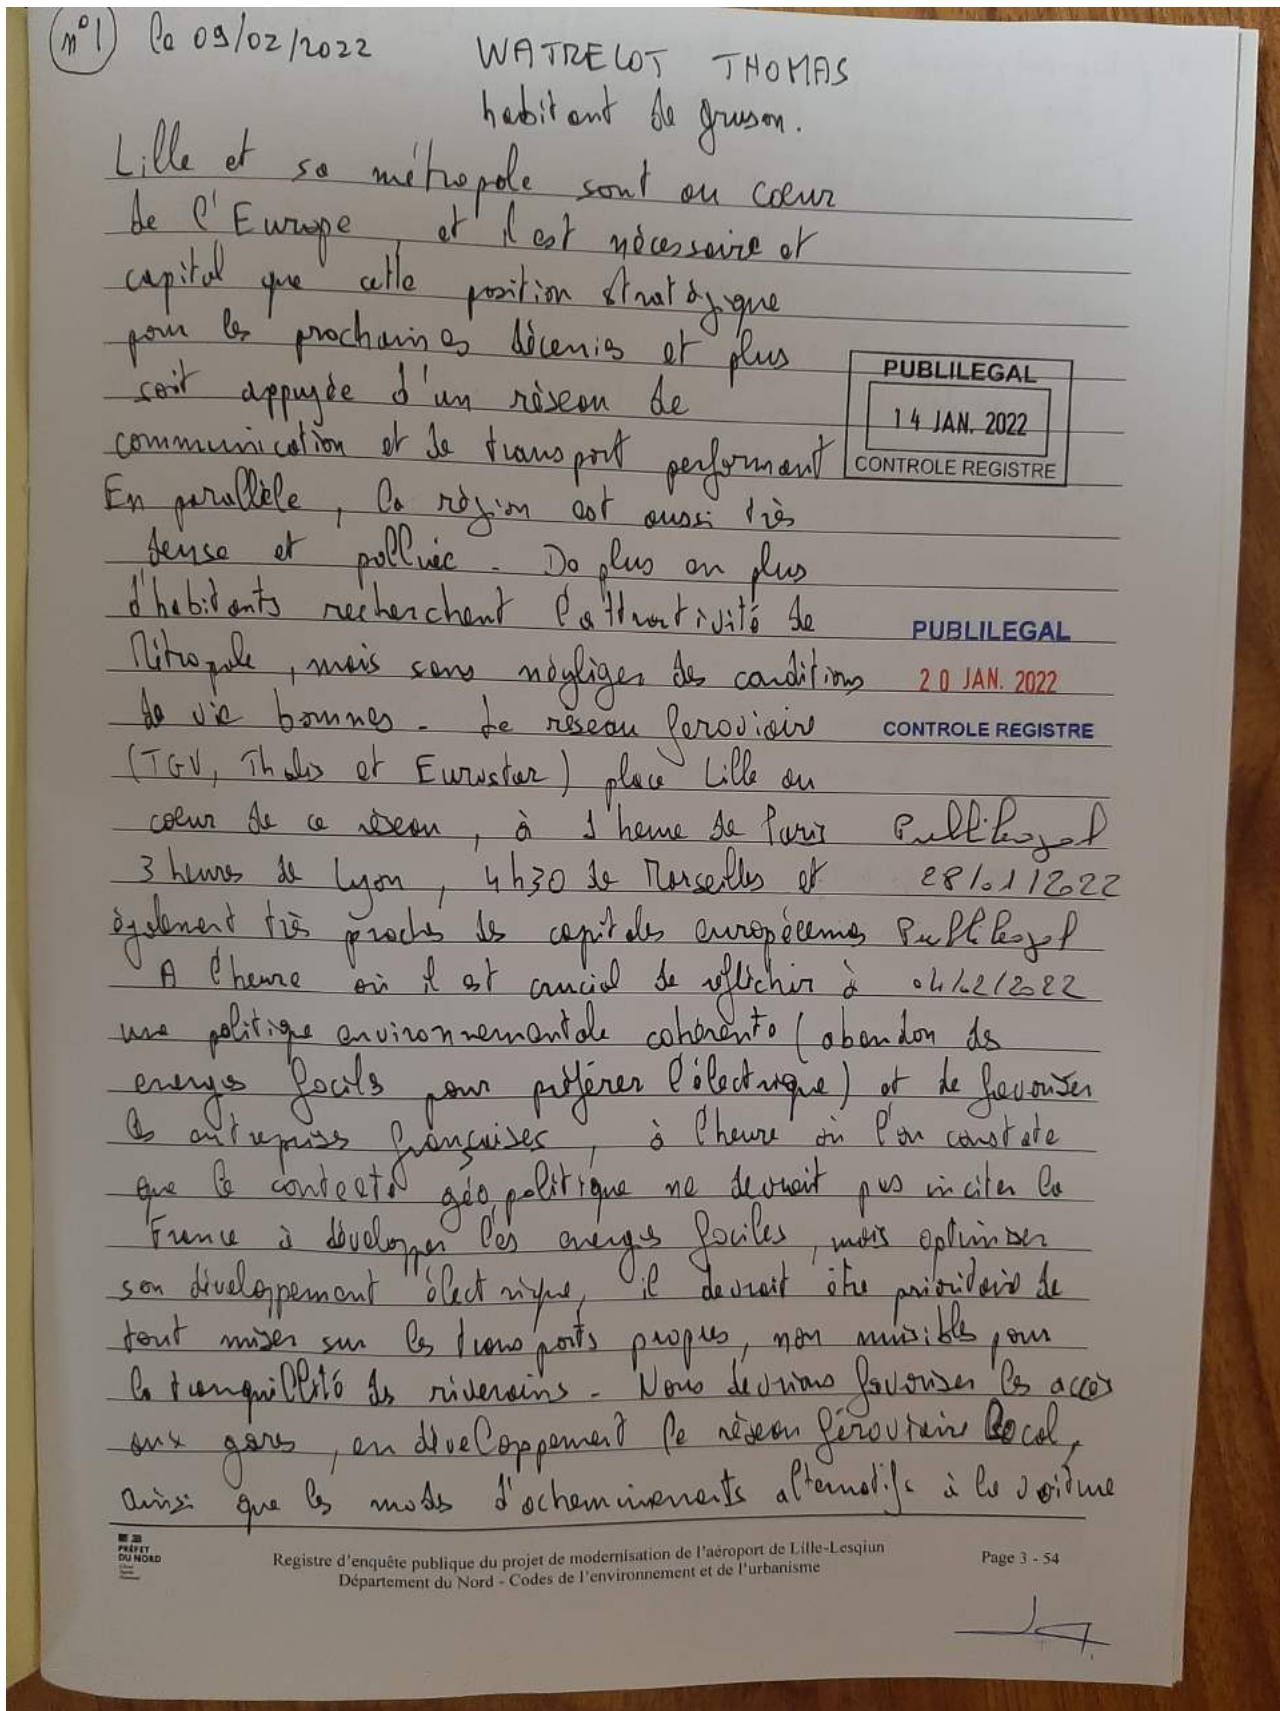 n°1 le 09/02/2022
WATRELOT THOMAS
habitant de gruson.
Lille et sa métropole sont au coeur
de l'Europe, et il est nécessaire et
capital que cette position stratégique
pour les prochaines décenies et plus
soit appuyée d'un réseau de
communication et de transport performant
PUBLILEGAL
14 JAN. 2022
CONTROLE REGISTRE
En parallèle, la région est aussi très
dense et polluée - De plus en plus
d'habitants recherchent l'attractivité de
Métropole, mais sans négliger des conditions
de vie bonnes - Le réseau feroviaire
PUBLILEGAL
20 JAN. 2022
CONTROLE REGISTRE
(TGV, Thalis et Eurostar) place Lille au
coeur de ce réseau, à 1 heure de Paris
3 heures de Lyon, 4h30 de Marseilles et
également très proches des capitales européennes
Publilegal
28/01/2022
Publilegal
04/02/2022
A l'heure où il est crucial de réflichir à
une politique environnementale cohérente (abandon des
energies focils pour préférer l'électrique) et de favoriser
les entreprises françaises, à l'heure où l'on constate
que le contexte géopolitique ne devrait pas inciter la
France à développer les energies fociles, mais optimiser
son développement électrique, il devrait être prioritaire de
tout miser sur les transports propres, non nuisibles pour
la tranquillité des riverains - Nous devrions favoriser les accès
aux gares, en développement le réseau féroviaire local,
ainsi que les modes d'acheminements alternatifs à la voiture
PRÉFET
DU NORD
Registre d'enquête publique du projet de modernisation de l'aéroport de Lille-Lesqiun
Département du Nord - Codes de l'environnement et de l'urbanisme
Page 3 - 54